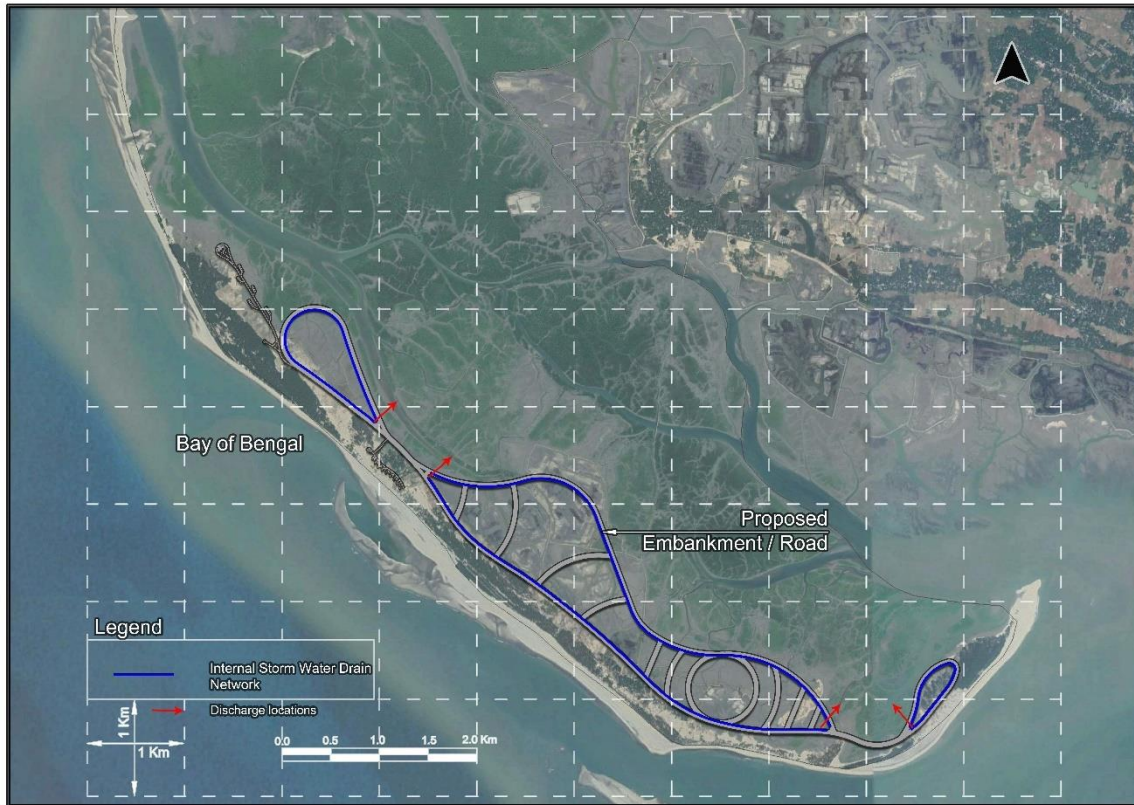 Bay of Bengal
Proposed
Embankment / Road
Legend
Internal Storm Water Drain
Network
Discharge locations
1 Km
1 Km
0.0 0.5 1.0 1.5 2.0 Km